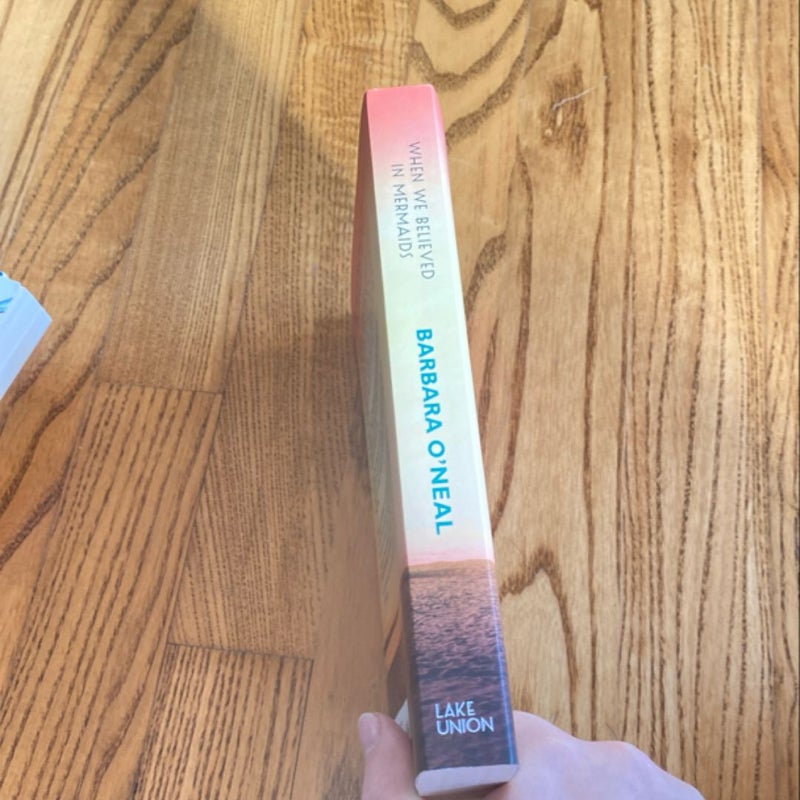 WHEN WE BELIEVED
IN MERMAIDS
BARBARA O'NEAL
LAKE
UNION